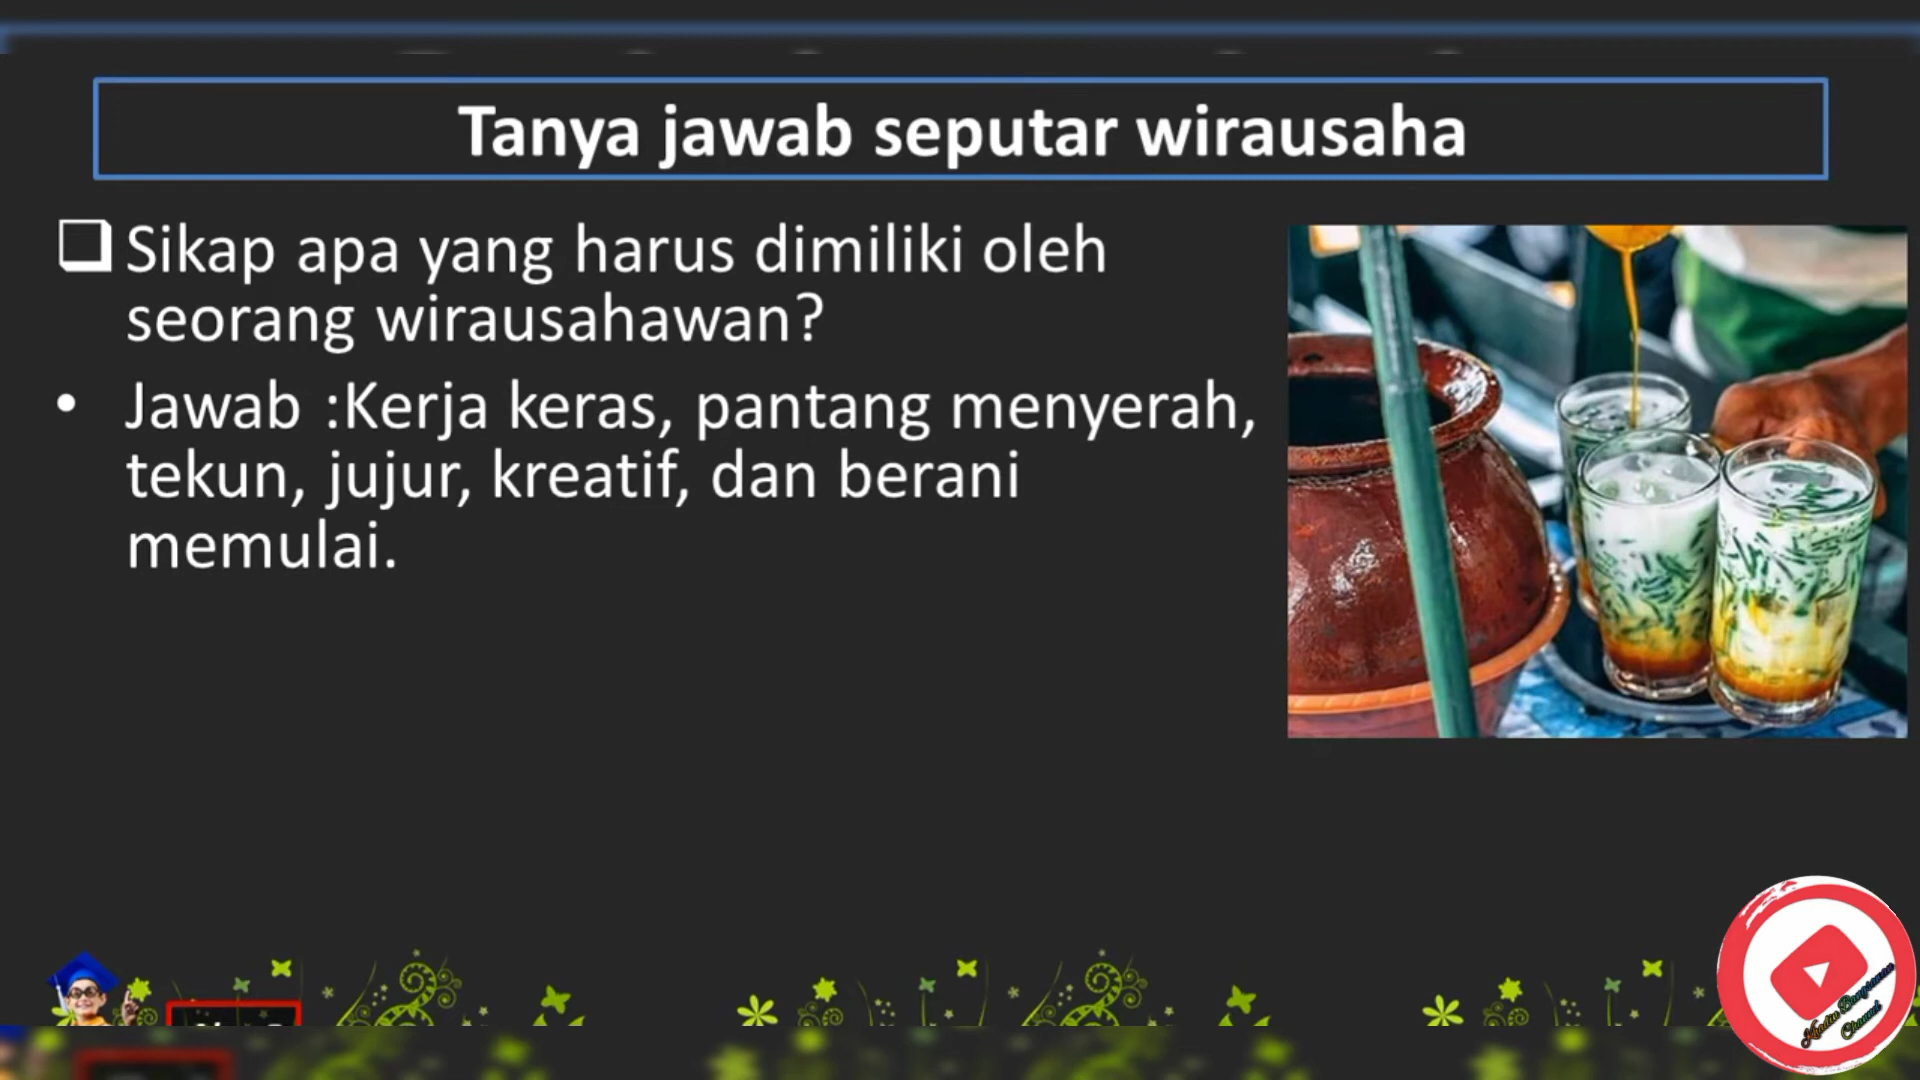 Tanya jawab seputar wirausaha
Sikap apa yang harus dimiliki oleh
seorang wirausahawan?
Jawab :Kerja keras, pantang menyerah,
tekun, jujur, kreatif, dan berani
memulai.
Channel